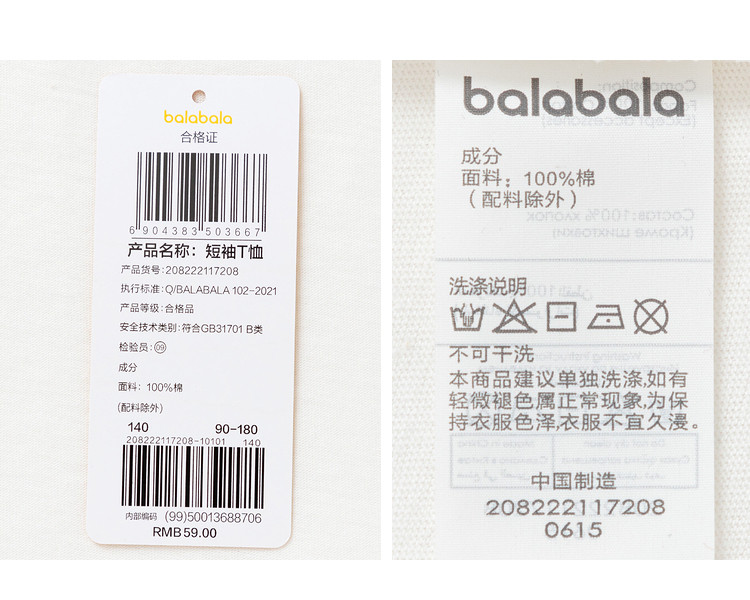 balabala
合格证
6 904383 503667
产品名称：短袖T恤
产品货号:208222117208
执行标准:Q/BALABALA 102-2021
产品等级:合格品
安全技术类别:符合GB31701 B类
检验员:09
成分
面料：100%棉
(配料除外)
140 90-180
208222117208-10101 140
内部编码 (99)50013688706
RMB 59.00
balabala
成分
面料：100%棉
（配料除外）
洗涤说明
不可干洗
本商品建议单独洗涤,如有
轻微褪色属正常现象,为保
持衣服色泽,衣服不宜久浸。
中国制造
208222117208
0615